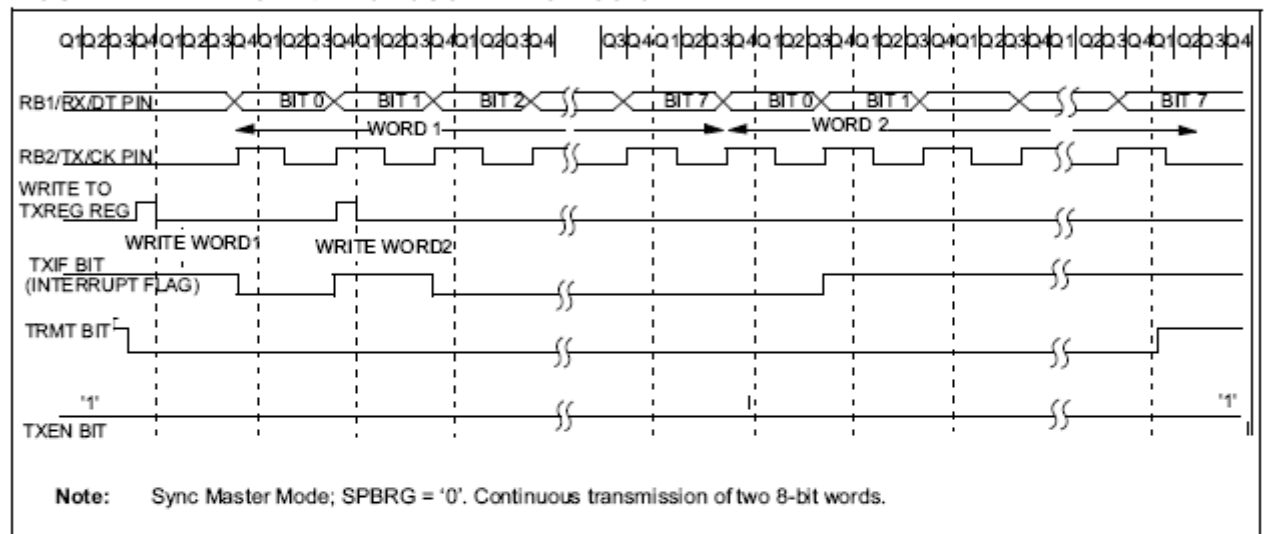 Q1Q2Q3Q4Q1Q2Q3Q4Q1Q2Q3Q4Q1Q2Q3Q4Q1Q2Q3Q4 Q3Q4Q1Q2Q3Q4Q1Q2Q3Q4Q1Q2Q3Q4Q1Q2Q3Q4Q1Q2Q3Q4Q1Q2Q3Q4
RB1/RX/DT PIN BIT 0 BIT 1 BIT 2 BIT 7 BIT 0 BIT 1 BIT 7
WORD 1 WORD 2
RB2/TX/CK PIN
WRITE TO
TXREG REG
WRITE WORD1 WRITE WORD2
TXIF BIT
(INTERRUPT FLAG)
TRMT BIT
'1' '1'
TXEN BIT
Note: Sync Master Mode; SPBRG = '0'. Continuous transmission of two 8-bit words.